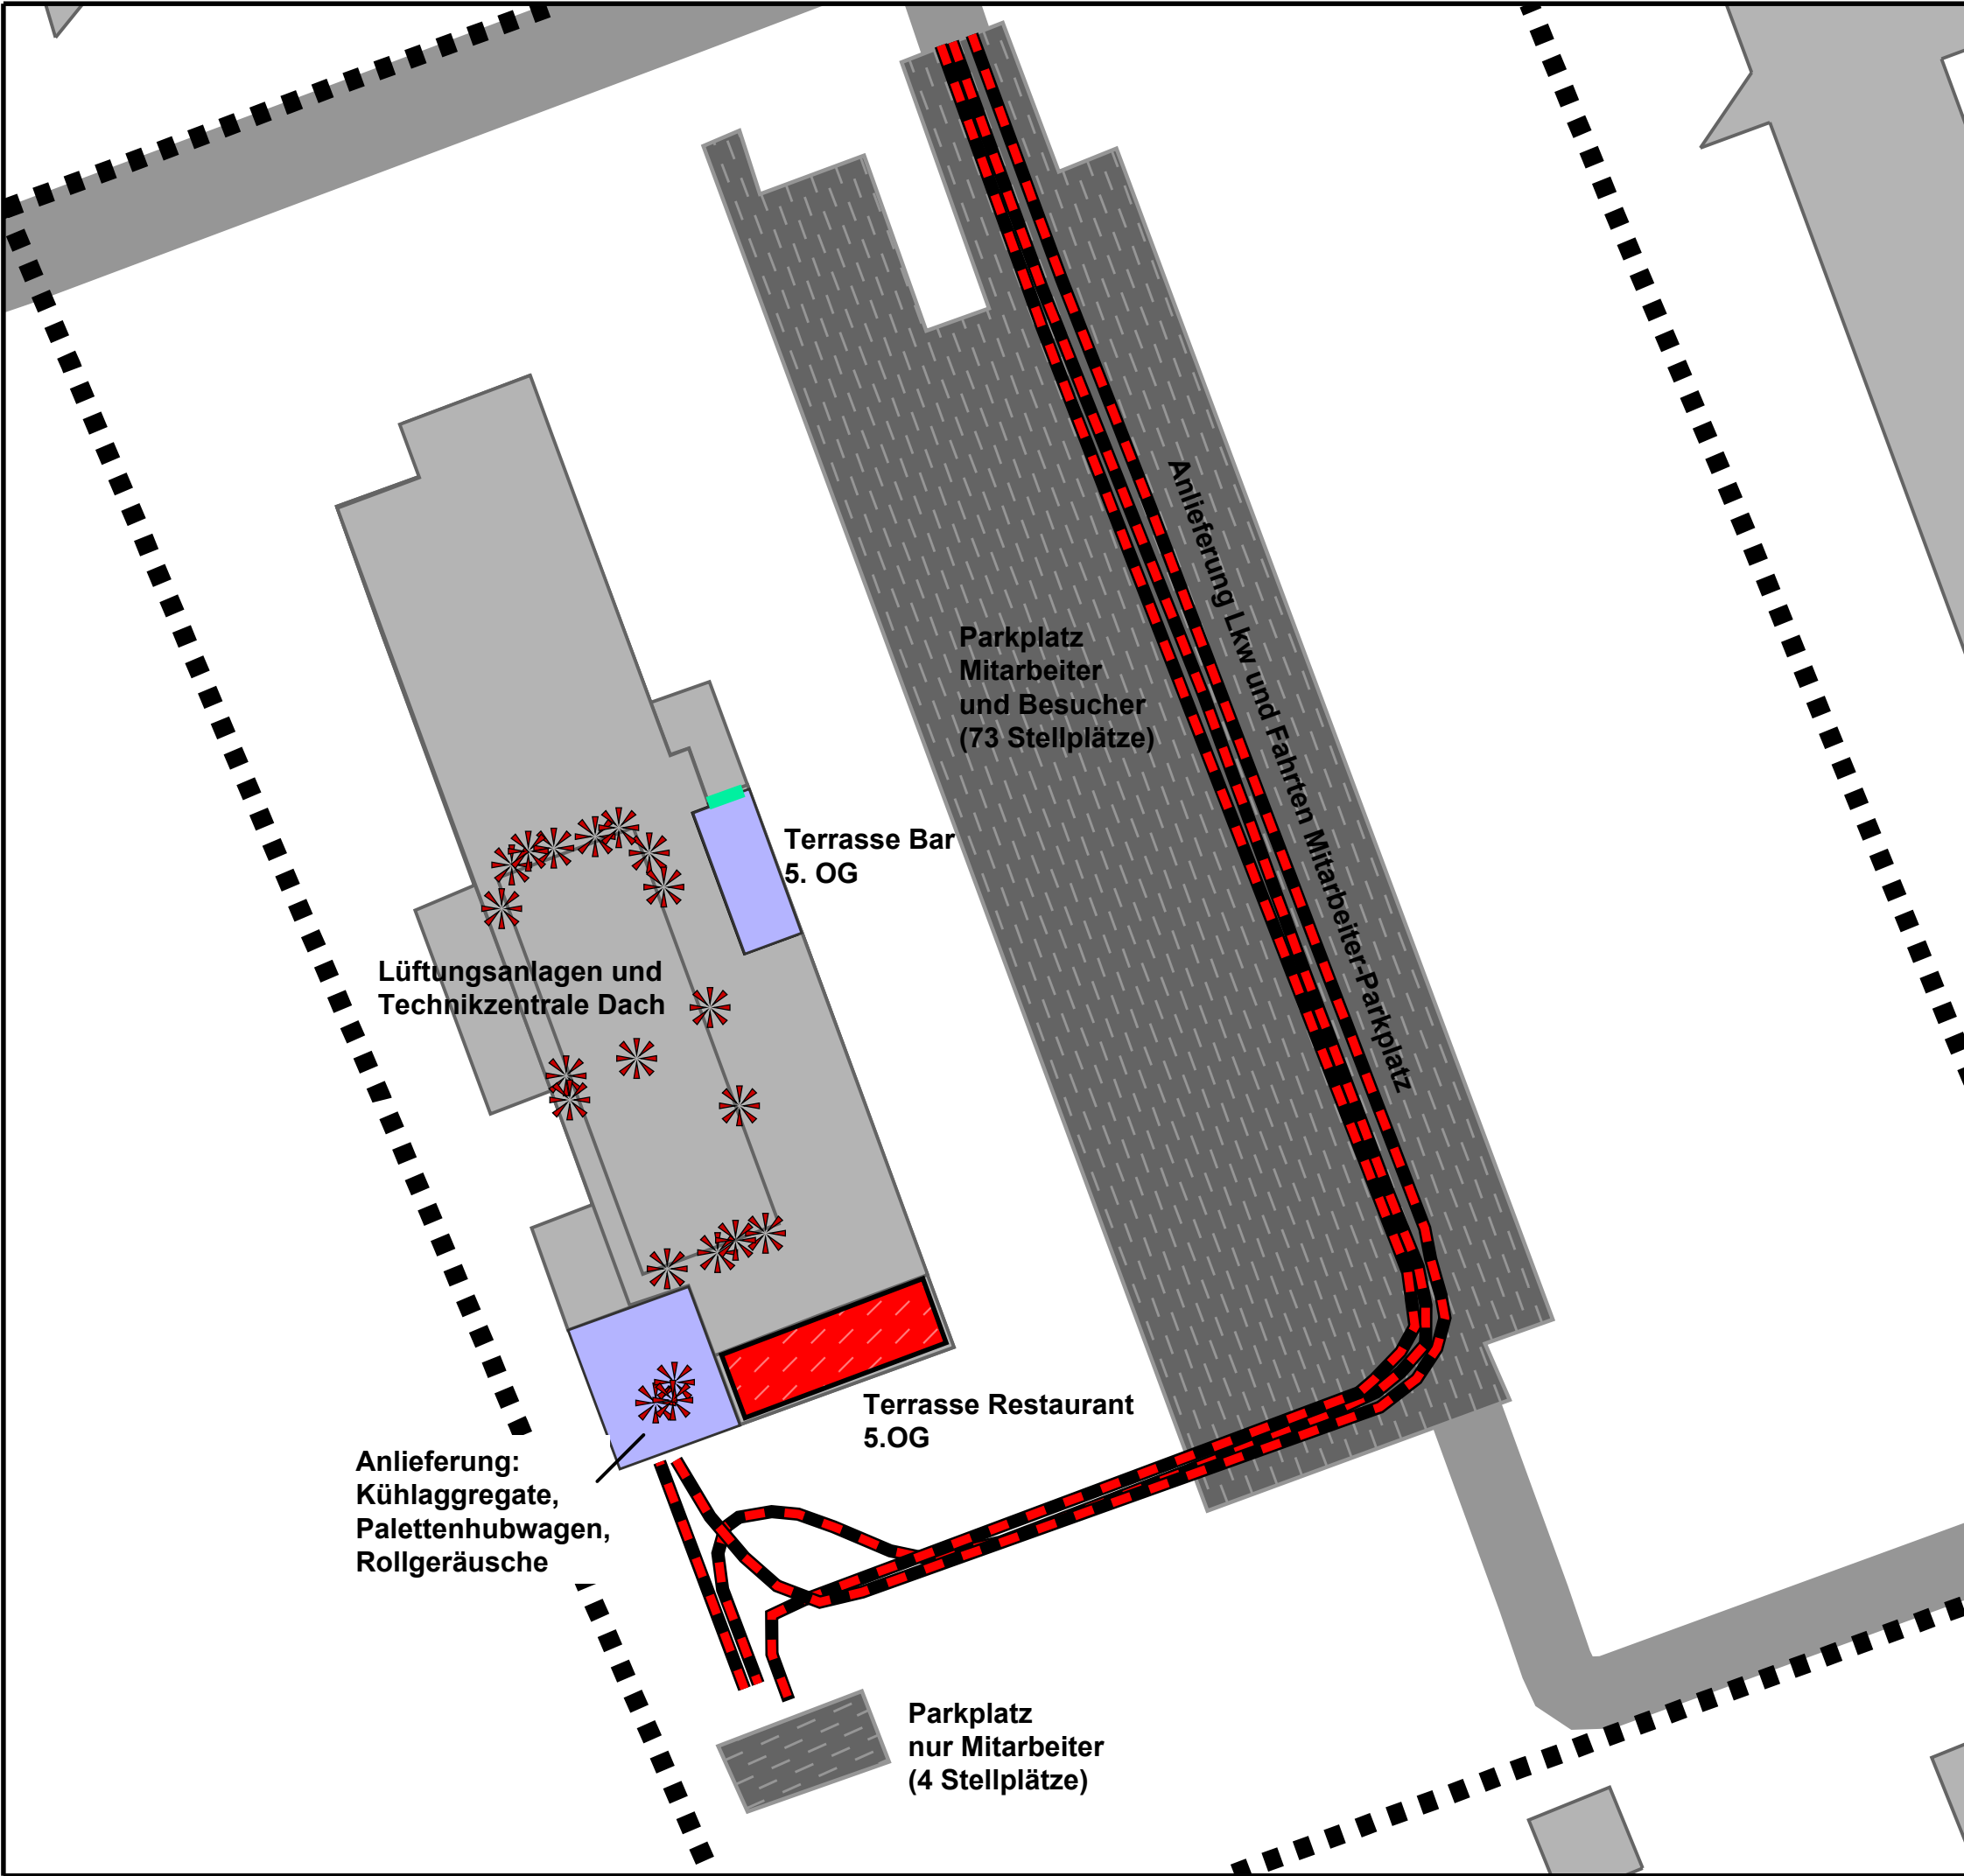 Anlieferung Lkw und Fahrten Mitarbeiter-Parkplatz
Parkplatz
Mitarbeiter
und Besucher
(73 Stellplätze)
Terrasse Bar
5. OG
Lüftungsanlagen und
Technikzentrale Dach
Terrasse Restaurant
5.OG
Anlieferung:
Kühlaggregate,
Palettenhubwagen,
Rollgeräusche
Parkplatz
nur Mitarbeiter
(4 Stellplätze)